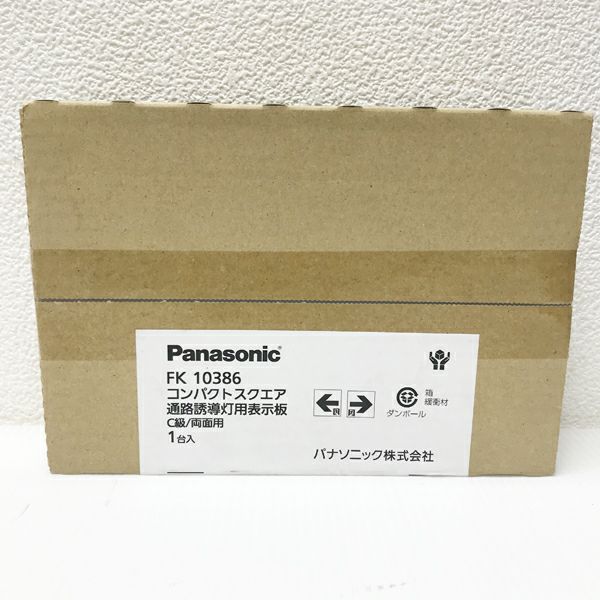 Panasonic
FK 10386
コンパクトスクエア
通路誘導灯用表示板
C級/両面用
1台入
箱
緩衝材
ダンボール
パナソニック株式会社